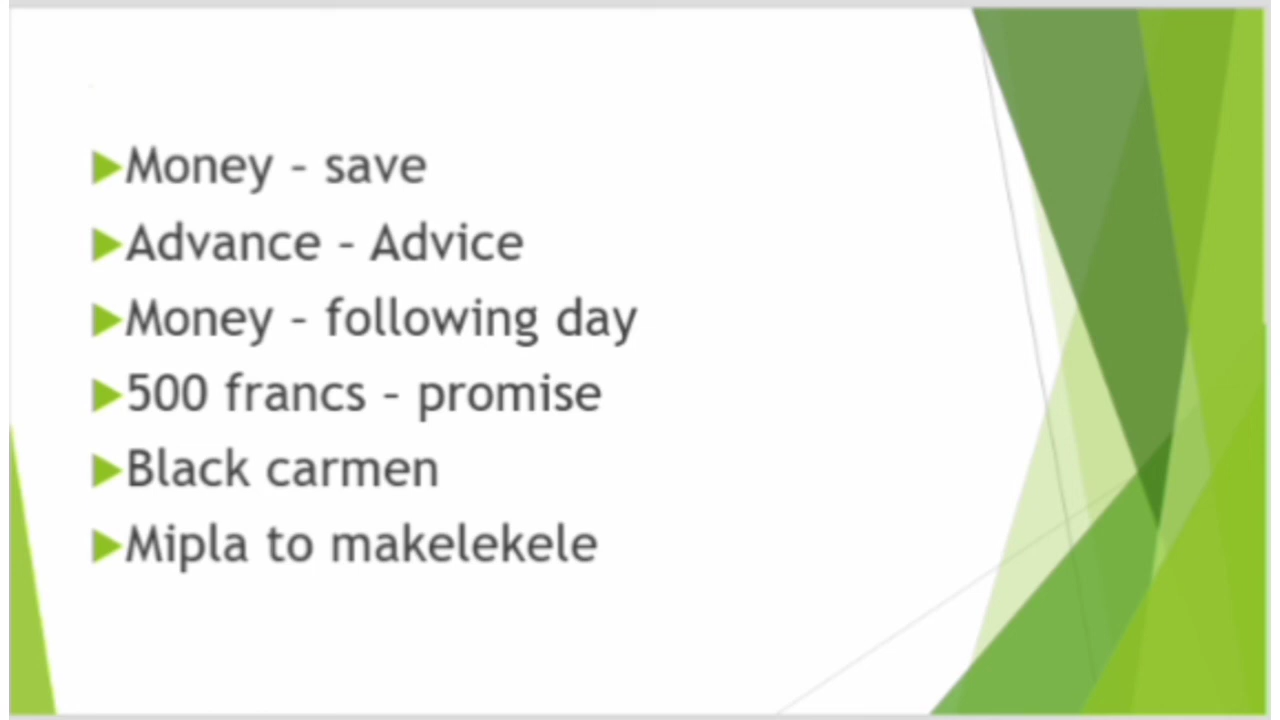 Money – save
Advance – Advice
Money – following day
500 francs – promise
Black carmen
Mipla to makelekele